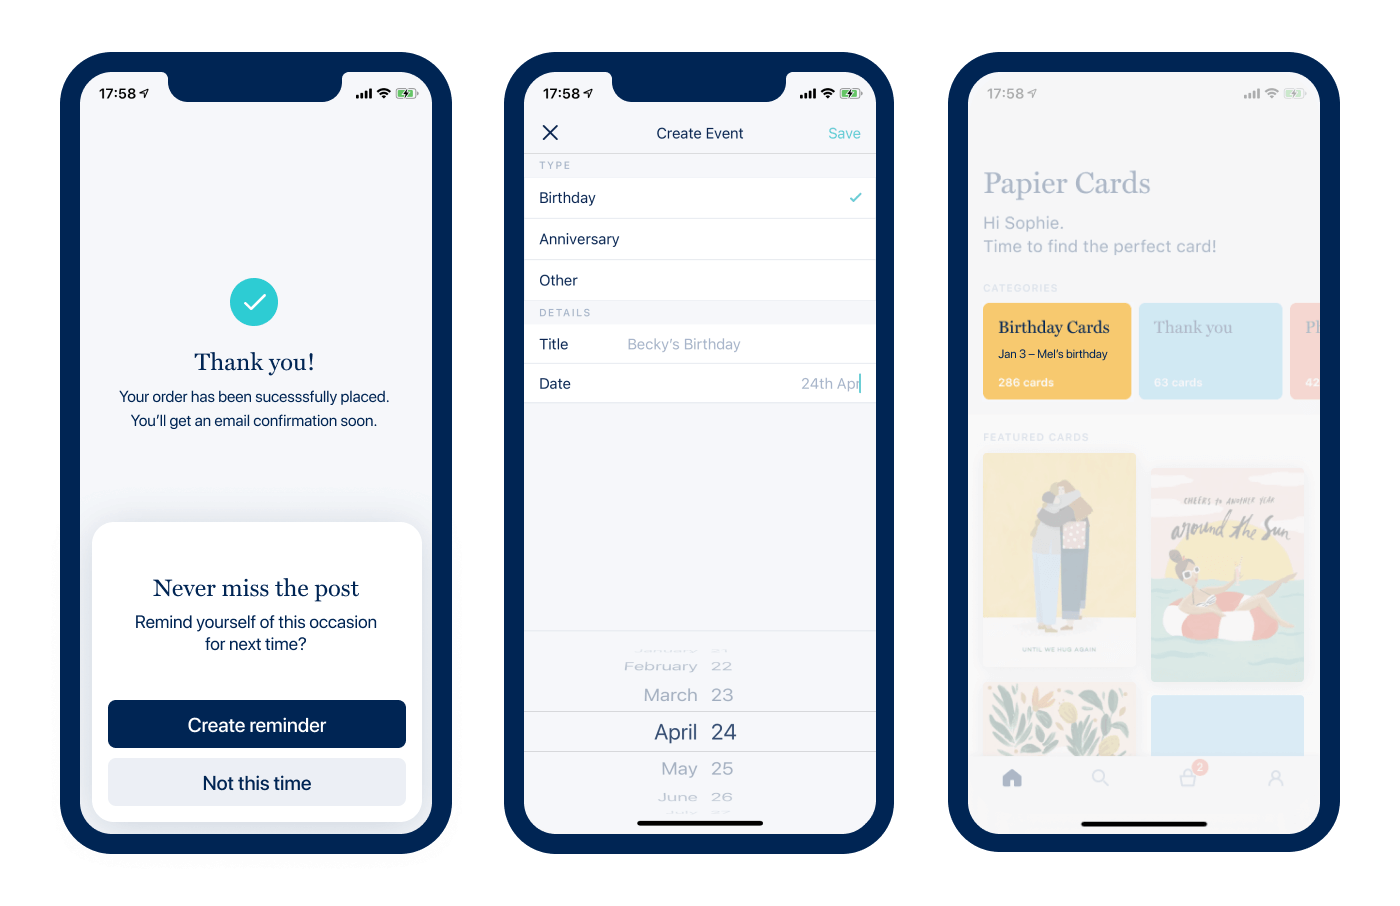 17:58
Thank you!
Your order has been sucesssfully placed.
You'll get an email confirmation soon.
Never miss the post
Remind yourself of this occasion
for next time?
Create reminder
Not this time
17:58
Create Event
Save
TYPE
Birthday
Anniversary
Other
DETAILS
Title
Becky's Birthday
Date
24th Apr
January 21
February 22
March 23
April 24
May 25
June 26
17:58
Papier Cards
Hi Sophie.
Time to find the perfect card!
CATEGORIES
Birthday Cards
Jan 3 – Mel's birthday
286 cards
Thank you
63 cards
42
FEATURED CARDS
UNTIL WE HUG AGAIN
CHEERS to ANOTHER YEAR
around the Sun
2